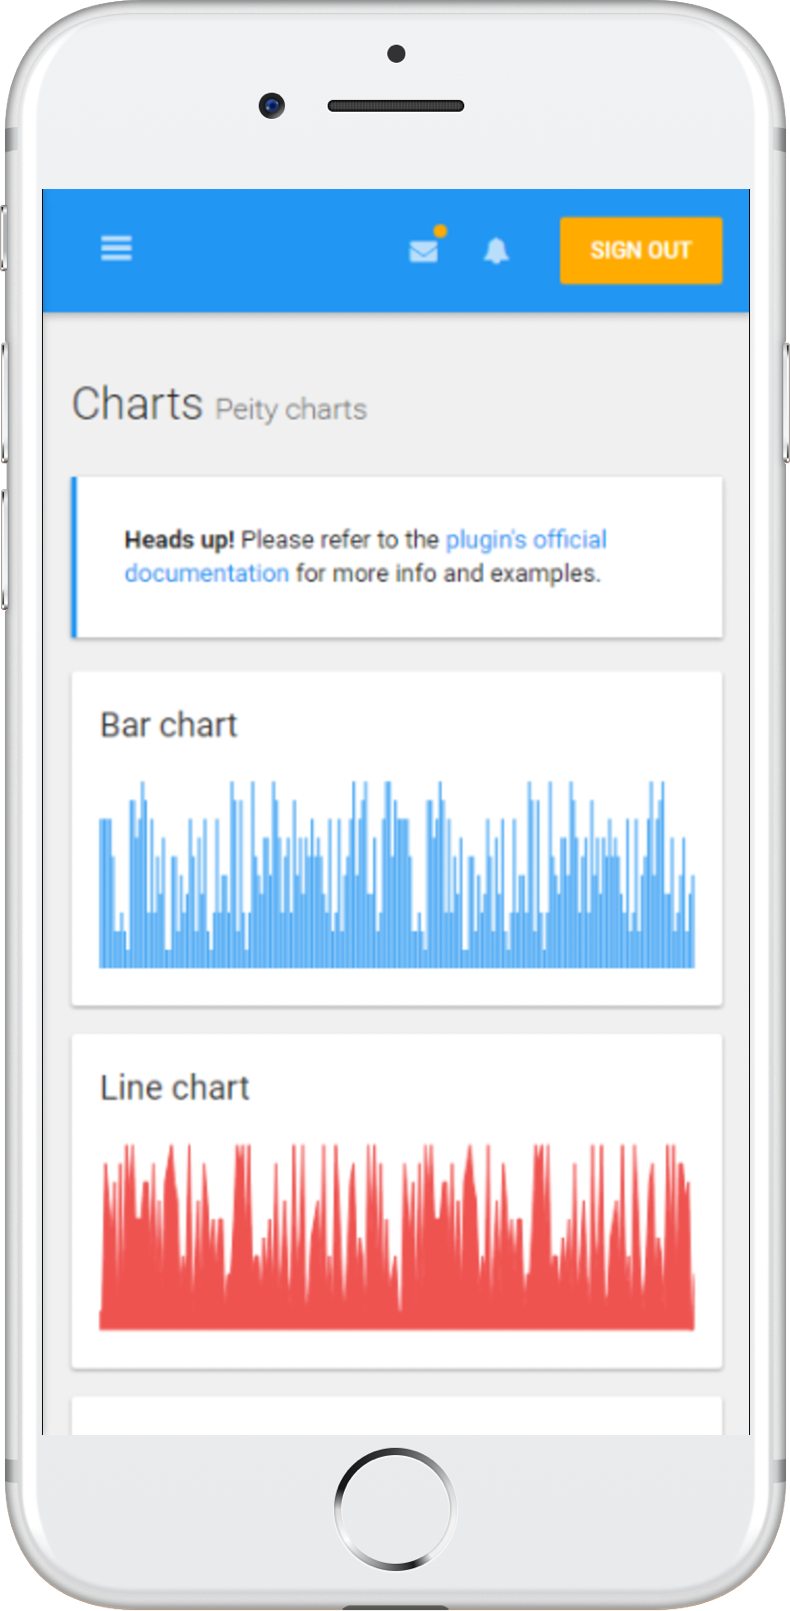 SIGN OUT
Charts Peity charts
Heads up! Please refer to the plugin's official
documentation for more info and examples.
Bar chart
Line chart